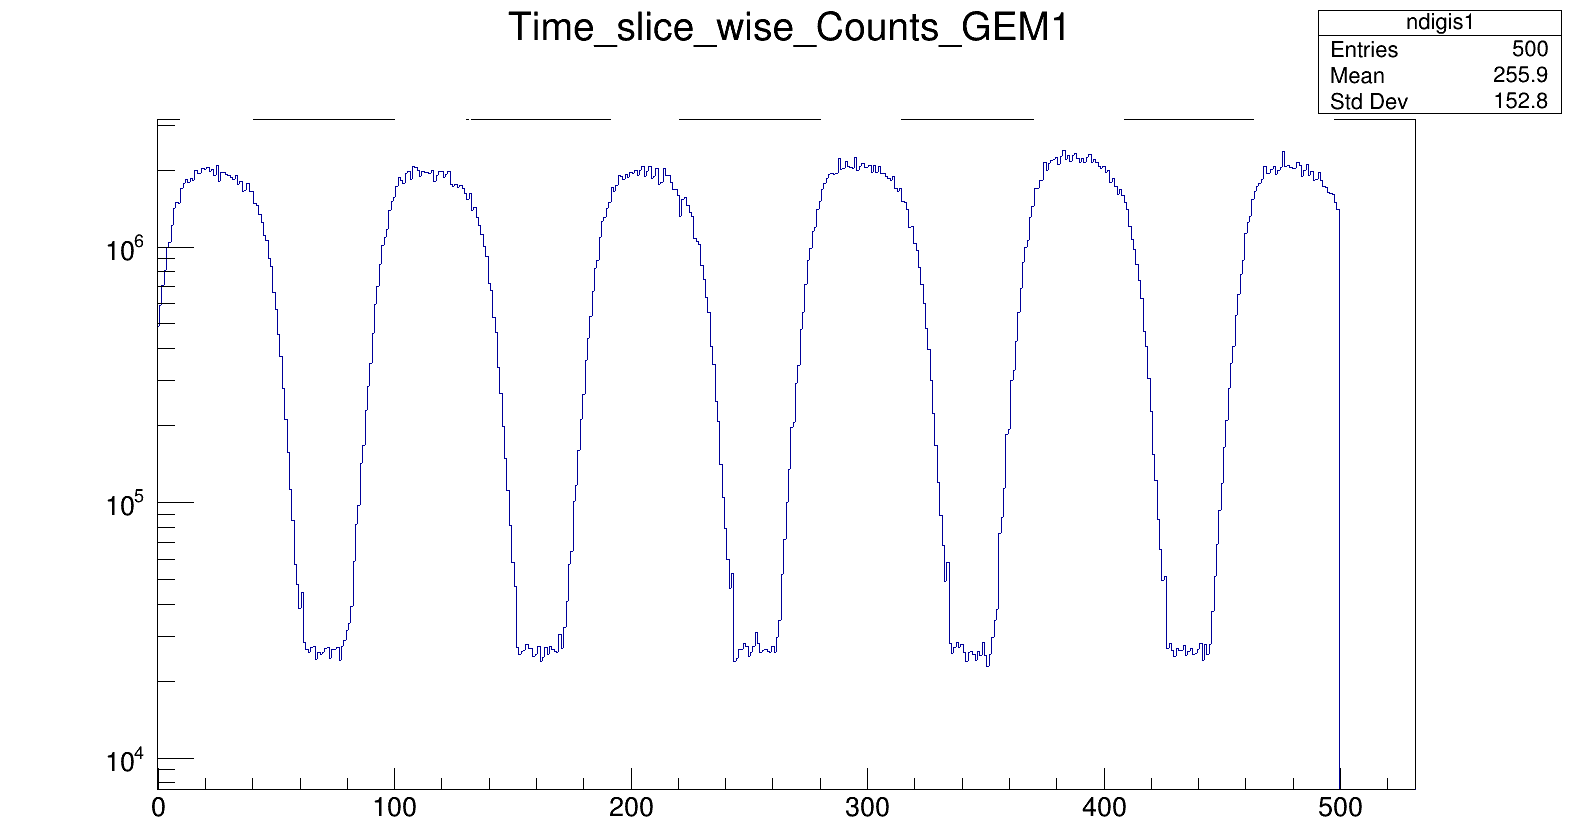 Time_slice_wise_Counts_GEM1
ndigis1
Entries 500
Mean 255.9
Std Dev 152.8
10^6
10^5
10^4
0 100 200 300 400 500